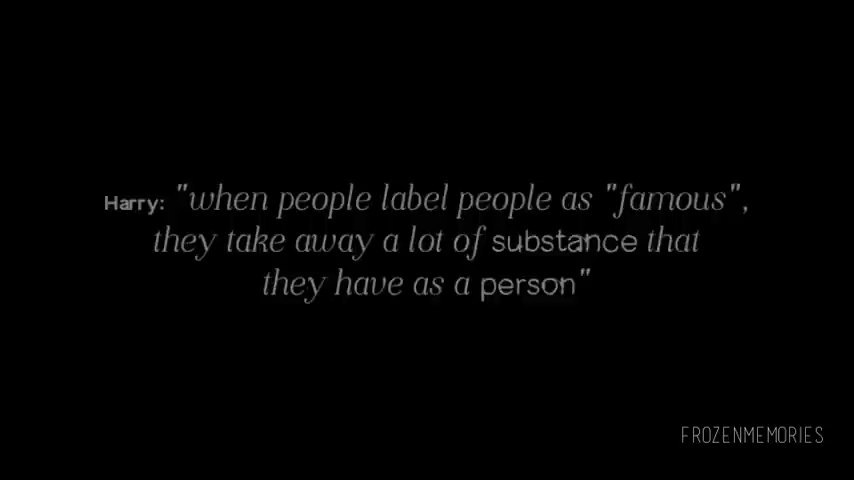 Harry: "when people label people as "famous",
they take away a lot of substance that
they have as a person"
FROZENMEMORIES